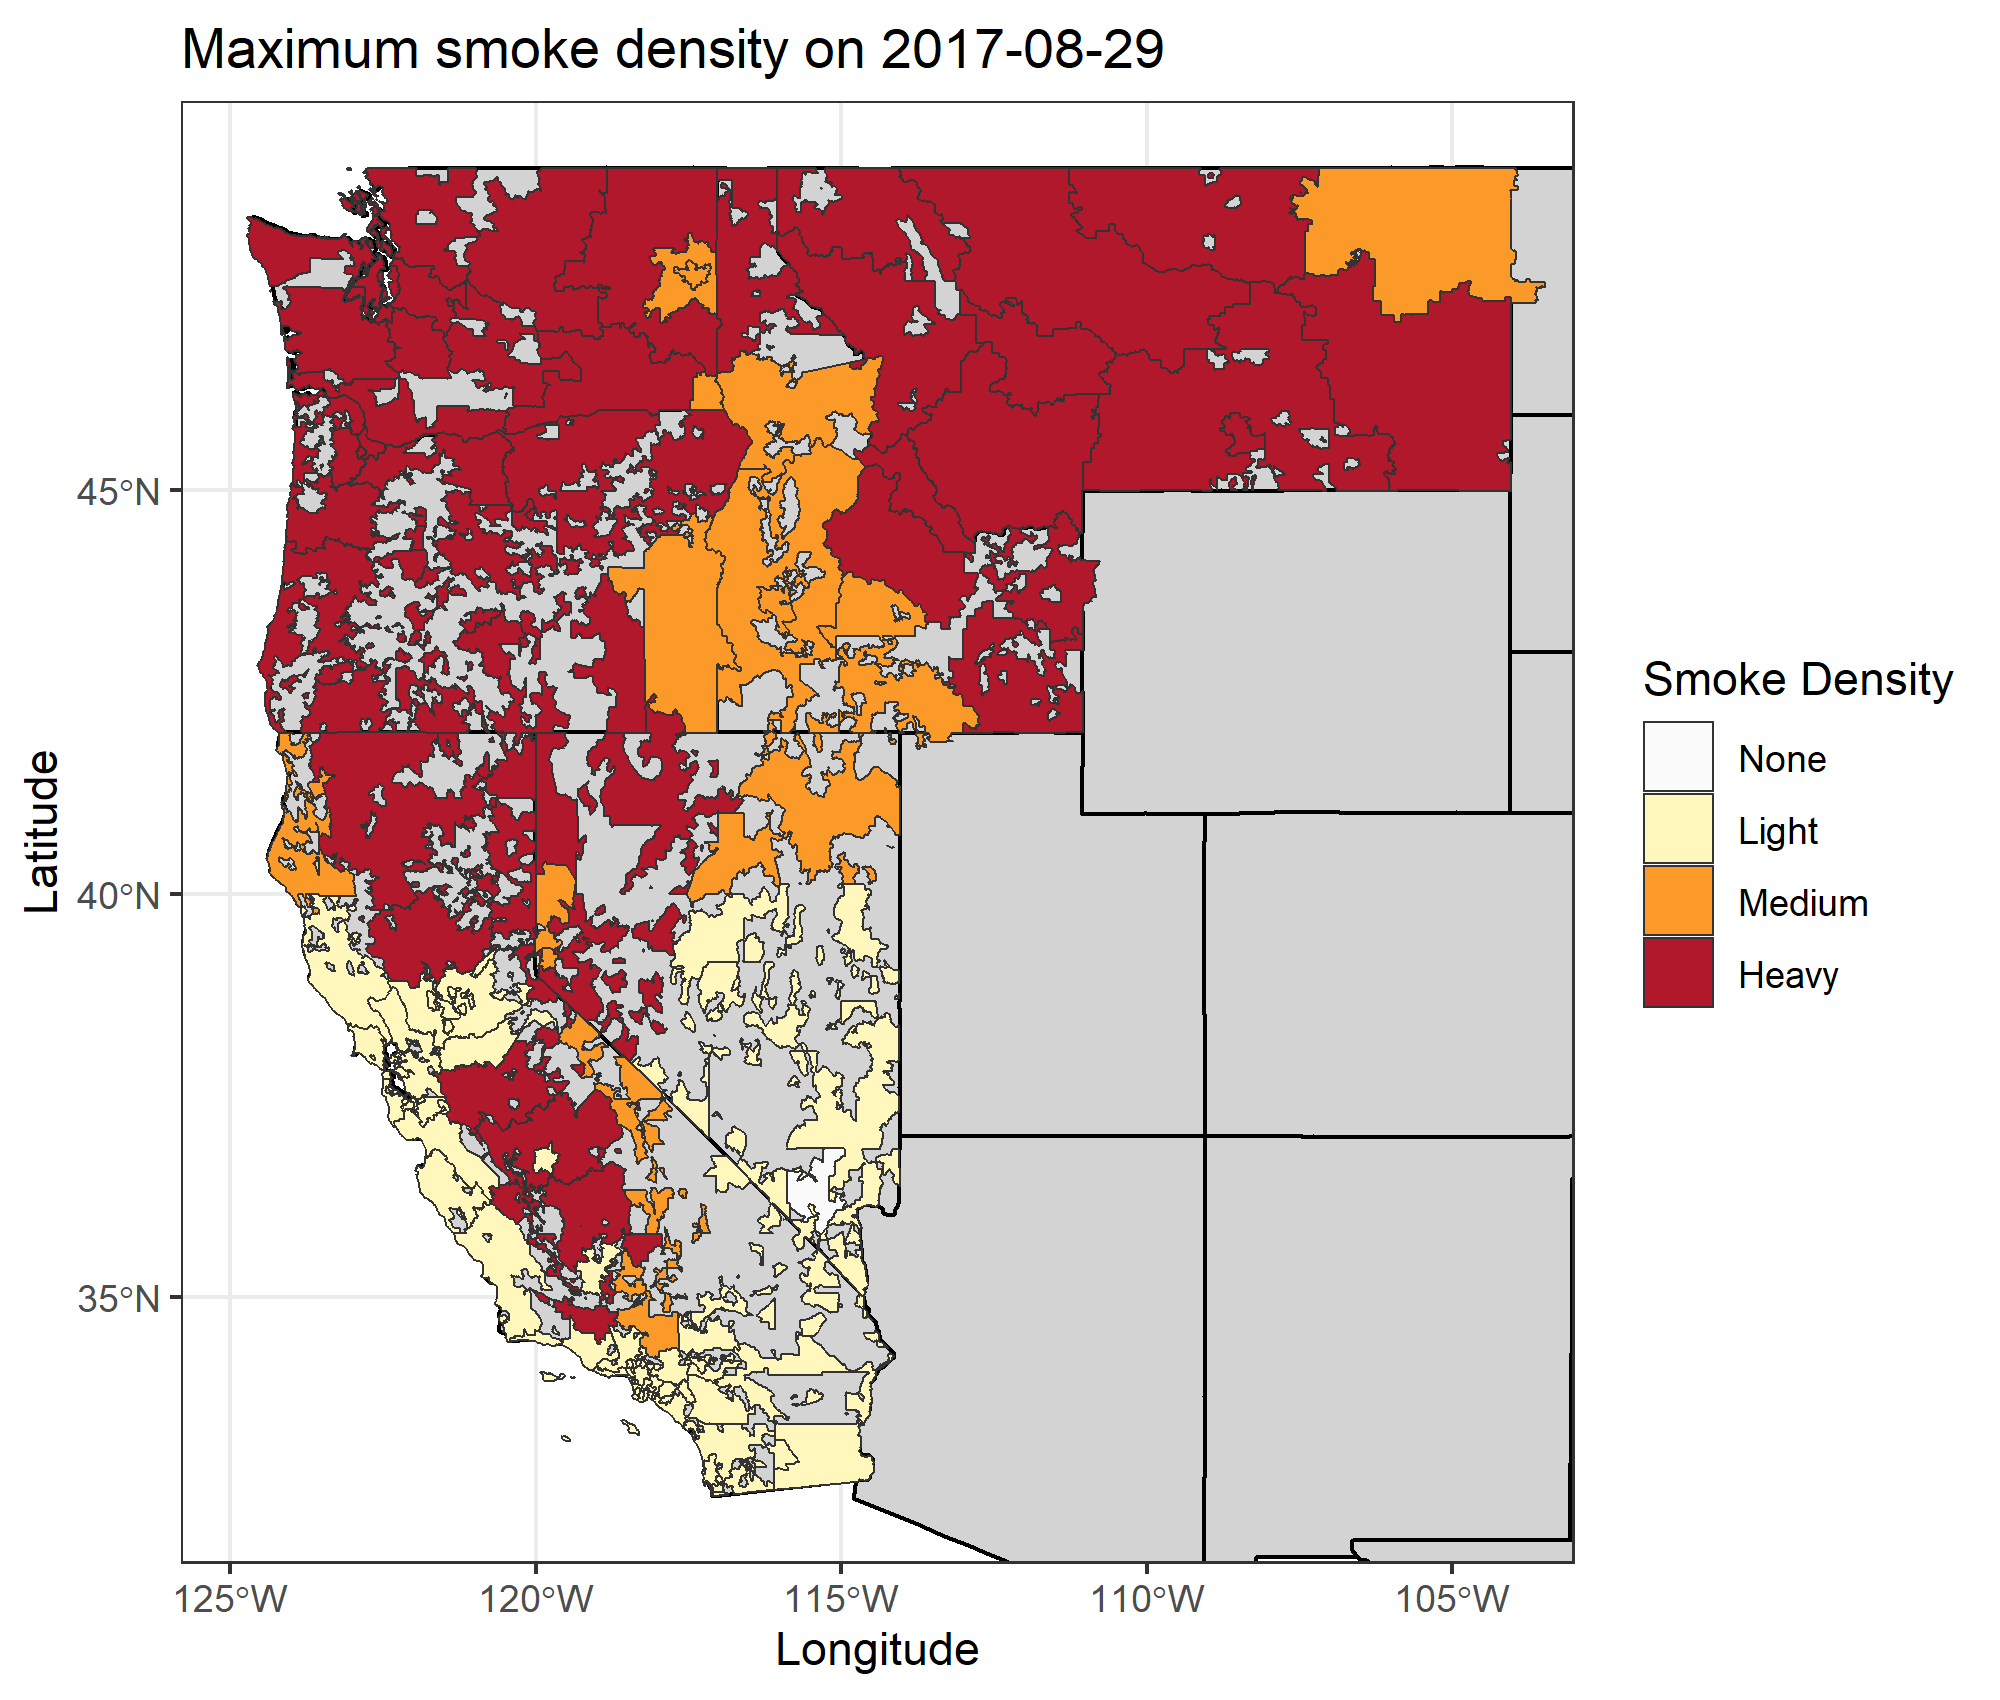 Maximum smoke density on 2017-08-29
45°N
40°N
35°N
Latitude
125°W
120°W
115°W
110°W
105°W
Longitude
Smoke Density
None
Light
Medium
Heavy